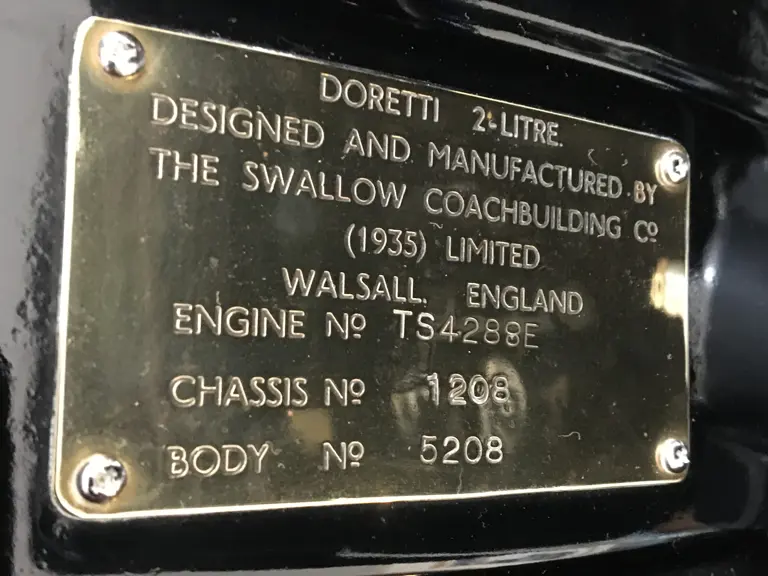 DORETTI 2-LITRE.
DESIGNED AND MANUFACTURED BY
THE SWALLOW COACHBUILDING Cº
(1935) LIMITED
WALSALL. ENGLAND
ENGINE Nº TS4288E
CHASSIS Nº 1208
BODY Nº 5208